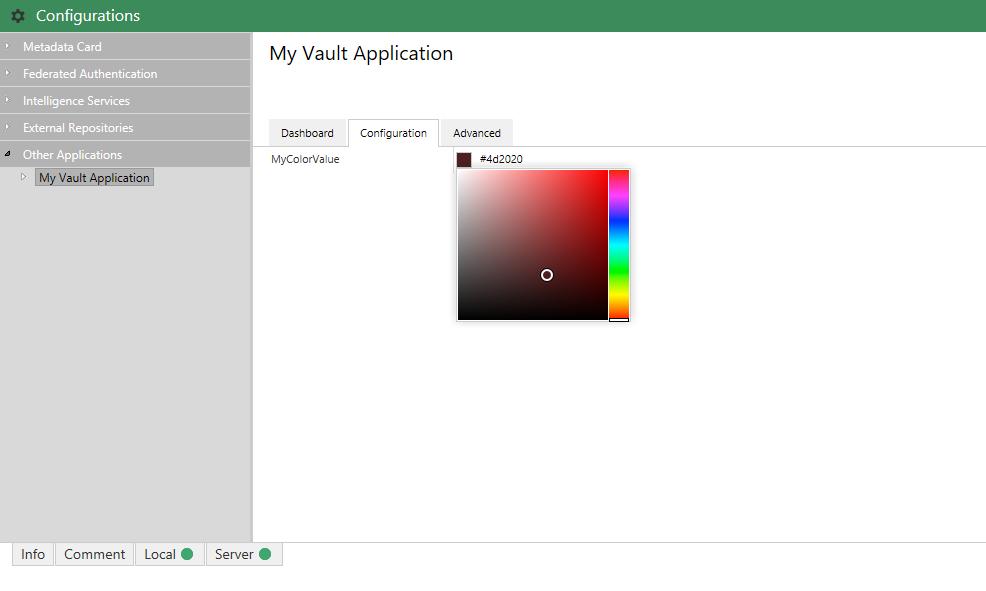 Configurations
Metadata Card
Federated Authentication
Intelligence Services
External Repositories
Other Applications
My Vault Application
My Vault Application
Dashboard Configuration Advanced
MyColorValue #4d2020
Info Comment Local Server